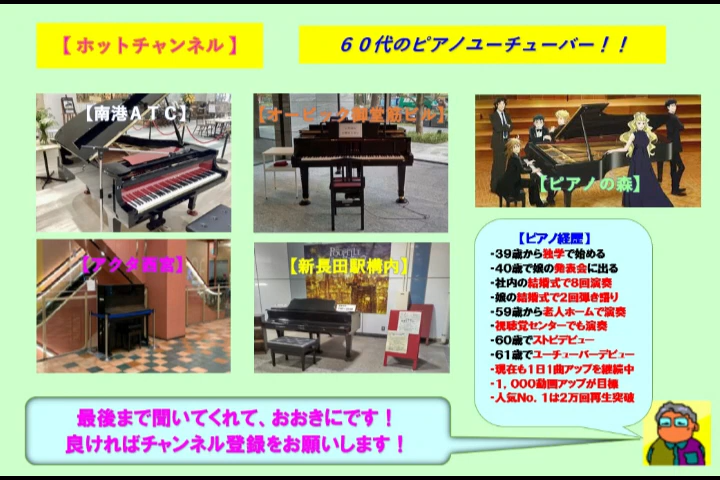 【ホットチャンネル】
６０代のピアノユーチューバー！！
【南港ＡＴＣ】
【オービック御堂筋ビル】
【ピアノの森】
【アクタ西宮】
【新長田駅構内】
【ピアノ経歴】
-39歳から独学で始める
-40歳で娘の発表会に出る
-社内の結婚式で8回演奏
-娘の結婚式で2回弾き語り
-59歳から老人ホームで演奏
-視聴覚センターでも演奏
-60歳でストピデビュー
-61歳でユーチューバーデビュー
-現在も1日1曲アップを継続中
-1，000動画アップが目標
-人気No．1は2万回再生突破
最後まで聞いてくれて、おおきにです！
良ければチャンネル登録をお願いします！